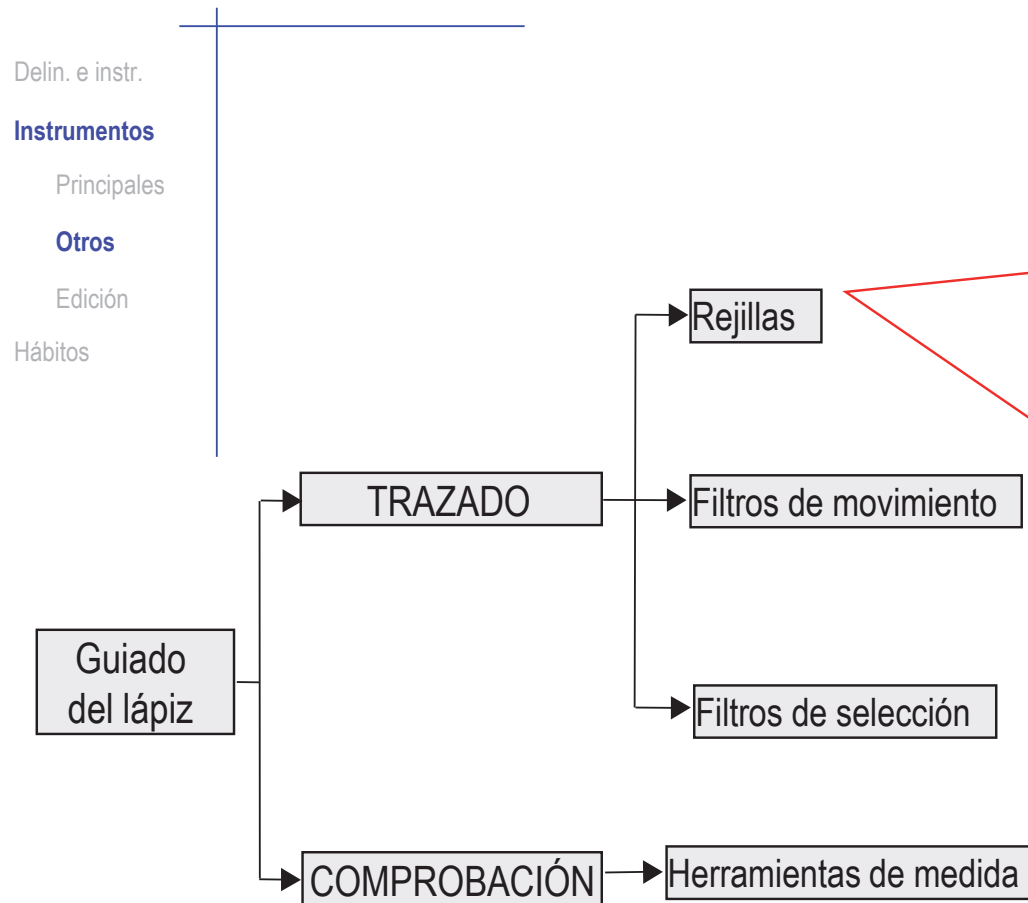 Delin. e instr.
Instrumentos
Principales
Otros
Edición
Hábitos
Rejillas
TRAZADO
Filtros de movimiento
Guiado
del lápiz
Filtros de selección
COMPROBACIÓN
Herramientas de medida